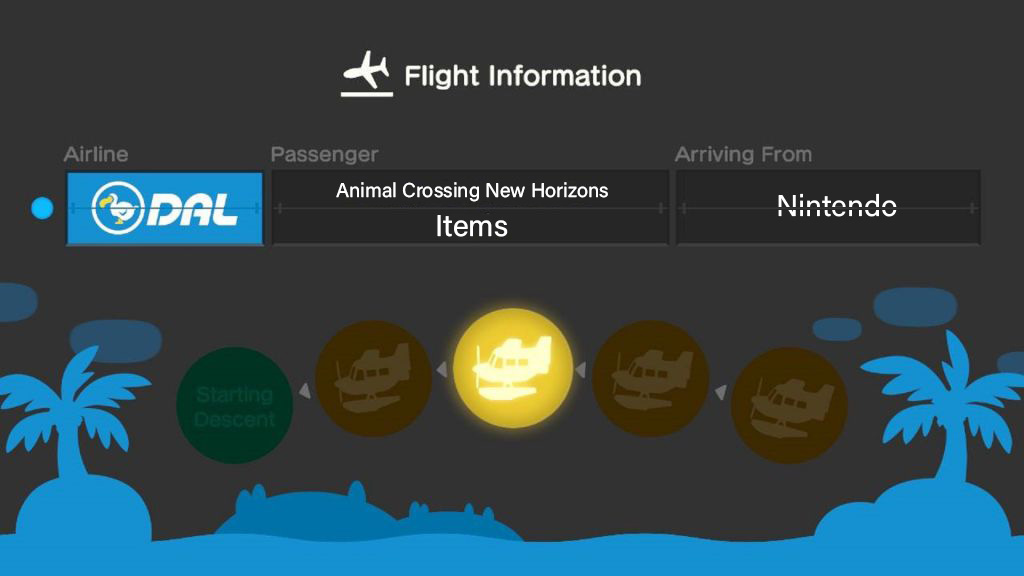 Flight Information
Airline
Passenger
Arriving From
DAL
Animal Crossing New Horizons
Items
Nintendo
Starting
Descent